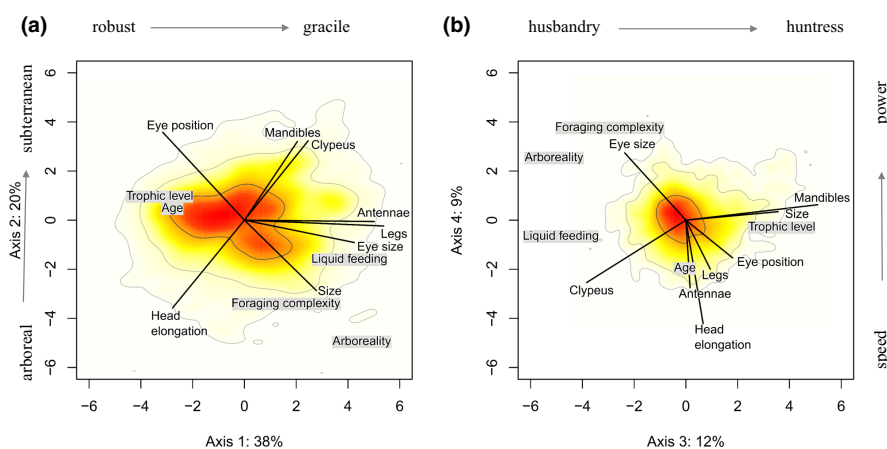 (a)
robust
gracile
subterranean
arboreal
Axis 2: 20%
6
4
2
0
−2
−4
−6
Eye position
Mandibles
Clypeus
Trophic level
Age
Antennae
Legs
Eye size
Liquid feeding
Size
Foraging complexity
Head
elongation
Arboreality
−6
−4
−2
0
2
4
6
Axis 1: 38%
(b)
husbandry
huntress
power
speed
Axis 4: 9%
6
4
2
0
−2
−4
−6
Foraging complexity
Eye size
Arboreality
Mandibles
Size
Trophic level
Liquid feeding
Eye position
Age
Legs
Clypeus
Antennae
Head
elongation
−6
−4
−2
0
2
4
6
Axis 3: 12%